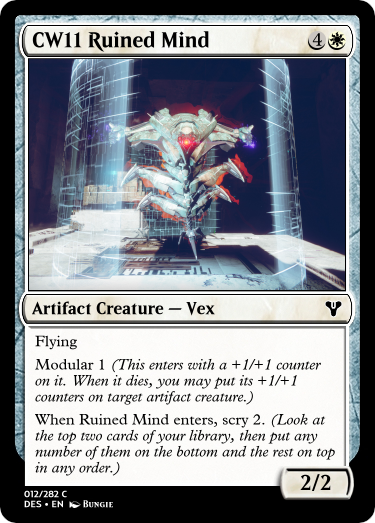 CW11 Ruined Mind 4
Artifact Creature — Vex
Flying
Modular 1 (This enters with a +1/+1 counter
on it. When it dies, you may put its +1/+1
counters on target artifact creature.)
When Ruined Mind enters, scry 2. (Look at
the top two cards of your library, then put any
number of them on the bottom and the rest on top
in any order.)
2/2
012/282 C
DES • EN Bungie